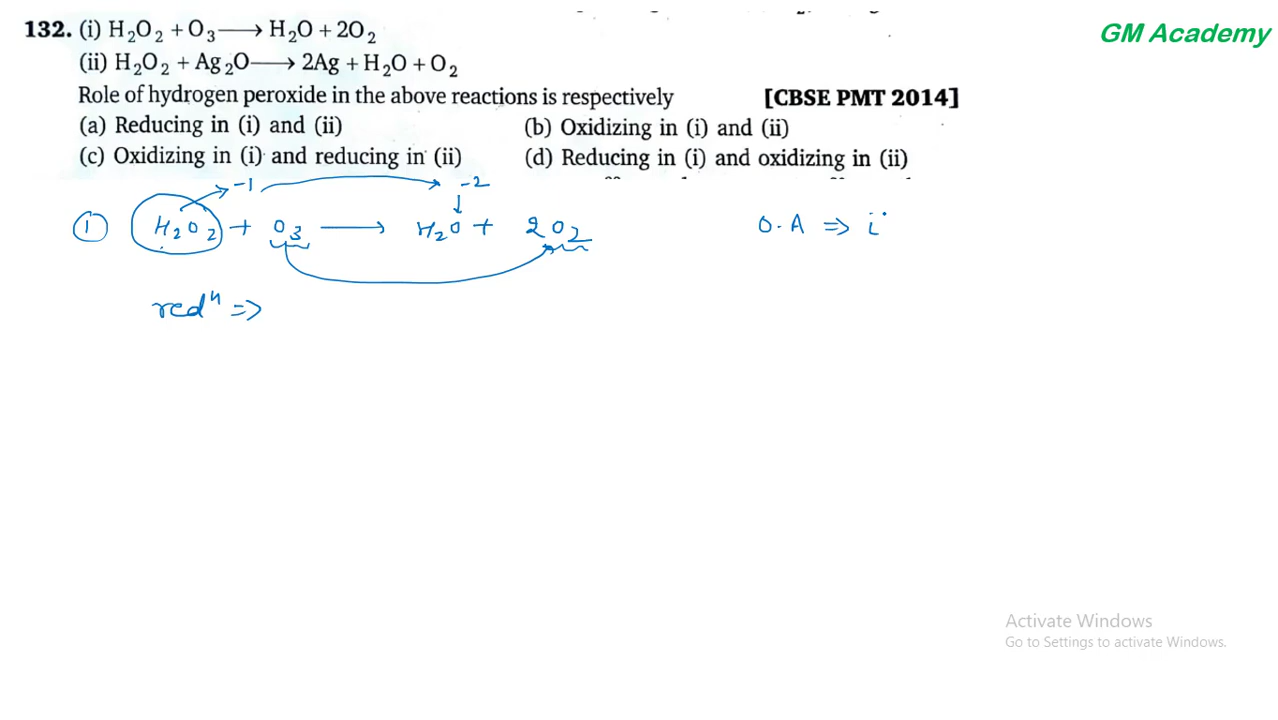 GM Academy
132. (i) H₂O₂ + O₃ ⟶ H₂O + 2O₂
(ii) H₂O₂ + Ag₂O ⟶ 2Ag + H₂O + O₂
Role of hydrogen peroxide in the above reactions is respectively [CBSE PMT 2014]
(a) Reducing in (i) and (ii) (b) Oxidizing in (i) and (ii)
(c) Oxidizing in (i) and reducing in (ii) (d) Reducing in (i) and oxidizing in (ii)
-1 -2
① H₂O₂ + O₃ ⟶ H₂O + 2O₂ O.A ⇒ i
redⁿ ⇒
Activate Windows
Go to Settings to activate Windows.